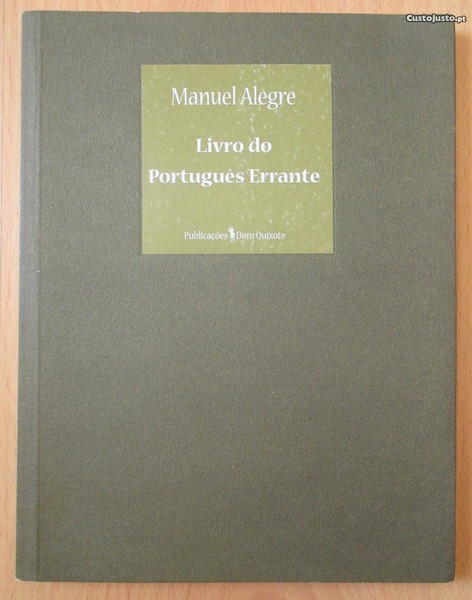 CustoJusto.pt
Manuel Alegre
Livro do
Português Errante
Publicações Dom Quixote